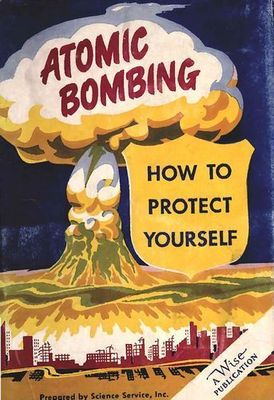 ATOMIC
BOMBING
HOW TO
PROTECT
YOURSELF
A Wise
PUBLICATION
Prepared by Science Service, Inc.